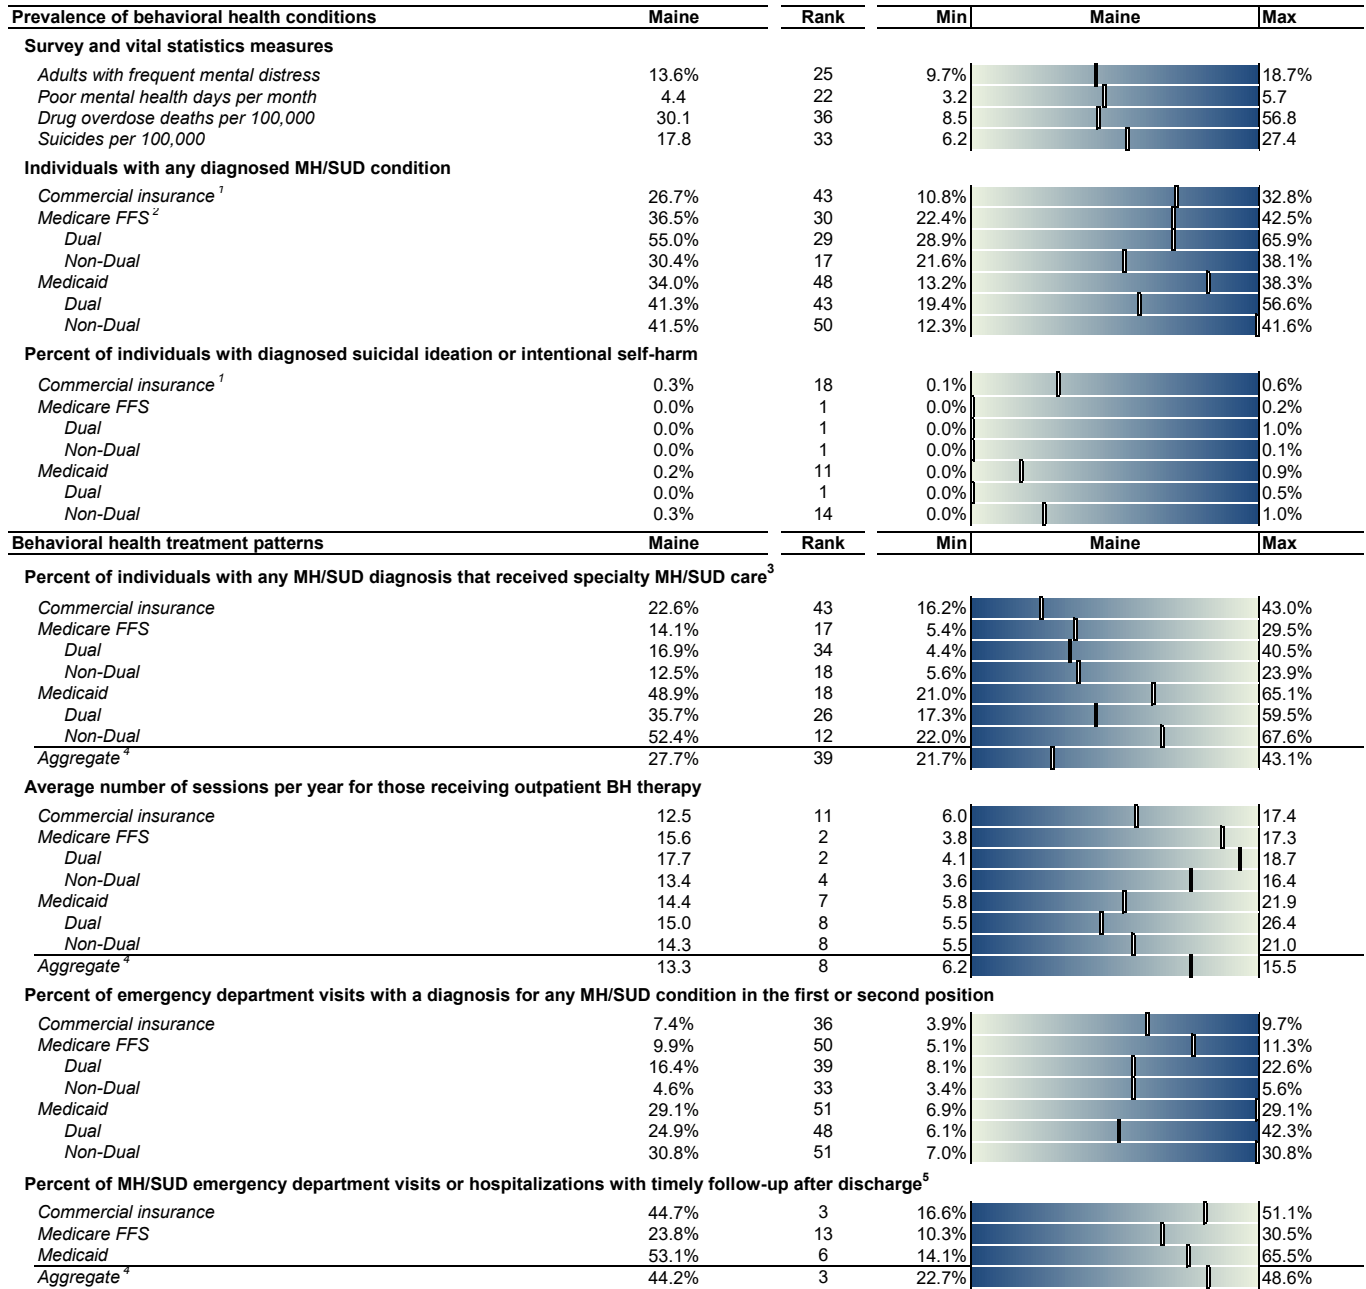 Prevalence of behavioral health conditions Maine Rank Min Maine Max
Survey and vital statistics measures
Adults with frequent mental distress 13.6% 25 9.7% 18.7%
Poor mental health days per month 4.4 22 3.2 5.7
Drug overdose deaths per 100,000 30.1 36 8.5 56.8
Suicides per 100,000 17.8 33 6.2 27.4
Individuals with any diagnosed MH/SUD condition
Commercial insurance 1 26.7% 43 10.8% 32.8%
Medicare FFS 2 36.5% 30 22.4% 42.5%
Dual 55.0% 29 28.9% 65.9%
Non-Dual 30.4% 17 21.6% 38.1%
Medicaid 34.0% 48 13.2% 38.3%
Dual 41.3% 43 19.4% 56.6%
Non-Dual 41.5% 50 12.3% 41.6%
Percent of individuals with diagnosed suicidal ideation or intentional self-harm
Commercial insurance 1 0.3% 18 0.1% 0.6%
Medicare FFS 0.0% 1 0.0% 0.2%
Dual 0.0% 1 0.0% 1.0%
Non-Dual 0.0% 1 0.0% 0.1%
Medicaid 0.2% 11 0.0% 0.9%
Dual 0.0% 1 0.0% 0.5%
Non-Dual 0.3% 14 0.0% 1.0%
Behavioral health treatment patterns Maine Rank Min Maine Max
Percent of individuals with any MH/SUD diagnosis that received specialty MH/SUD care3
Commercial insurance 22.6% 43 16.2% 43.0%
Medicare FFS 14.1% 17 5.4% 29.5%
Dual 16.9% 34 4.4% 40.5%
Non-Dual 12.5% 18 5.6% 23.9%
Medicaid 48.9% 18 21.0% 65.1%
Dual 35.7% 26 17.3% 59.5%
Non-Dual 52.4% 12 22.0% 67.6%
Aggregate 4 27.7% 39 21.7% 43.1%
Average number of sessions per year for those receiving outpatient BH therapy
Commercial insurance 12.5 11 6.0 17.4
Medicare FFS 15.6 2 3.8 17.3
Dual 17.7 2 4.1 18.7
Non-Dual 13.4 4 3.6 16.4
Medicaid 14.4 7 5.8 21.9
Dual 15.0 8 5.5 26.4
Non-Dual 14.3 8 5.5 21.0
Aggregate 4 13.3 8 6.2 15.5
Percent of emergency department visits with a diagnosis for any MH/SUD condition in the first or second position
Commercial insurance 7.4% 36 3.9% 9.7%
Medicare FFS 9.9% 50 5.1% 11.3%
Dual 16.4% 39 8.1% 22.6%
Non-Dual 4.6% 33 3.4% 5.6%
Medicaid 29.1% 51 6.9% 29.1%
Dual 24.9% 48 6.1% 42.3%
Non-Dual 30.8% 51 7.0% 30.8%
Percent of MH/SUD emergency department visits or hospitalizations with timely follow-up after discharge5
Commercial insurance 44.7% 3 16.6% 51.1%
Medicare FFS 23.8% 13 10.3% 30.5%
Medicaid 53.1% 6 14.1% 65.5%
Aggregate 4 44.2% 3 22.7% 48.6%